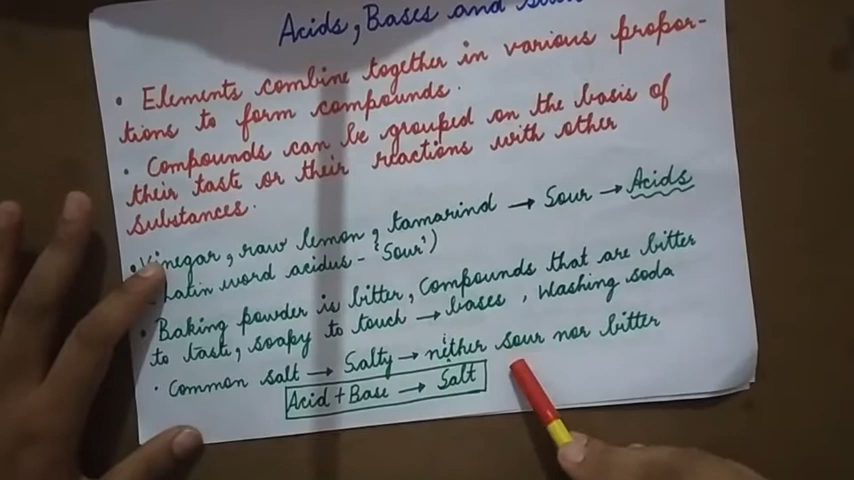 Acids, Bases and
• Elements combine together in various propor-
tions to form compounds.
• Compounds can be grouped on the basis of
their taste or their reactions with other
substances.
• Vinegar, raw lemon, tamarind → Sour → Acids
Latin word acidus - 'Sour')
• Baking powder is bitter, Compounds that are bitter
to taste, soapy to touch → bases, Washing soda
• Common salt → Salty → neither sour nor bitter
Acid + Base → Salt